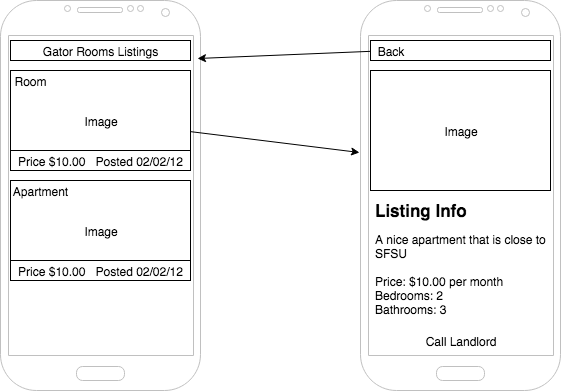 Gator Rooms Listings
Room
Image
Price $10.00 Posted 02/02/12
Apartment
Image
Price $10.00 Posted 02/02/12
Back
Image
Listing Info
A nice apartment that is close to
SFSU
Price: $10.00 per month
Bedrooms: 2
Bathrooms: 3
Call Landlord